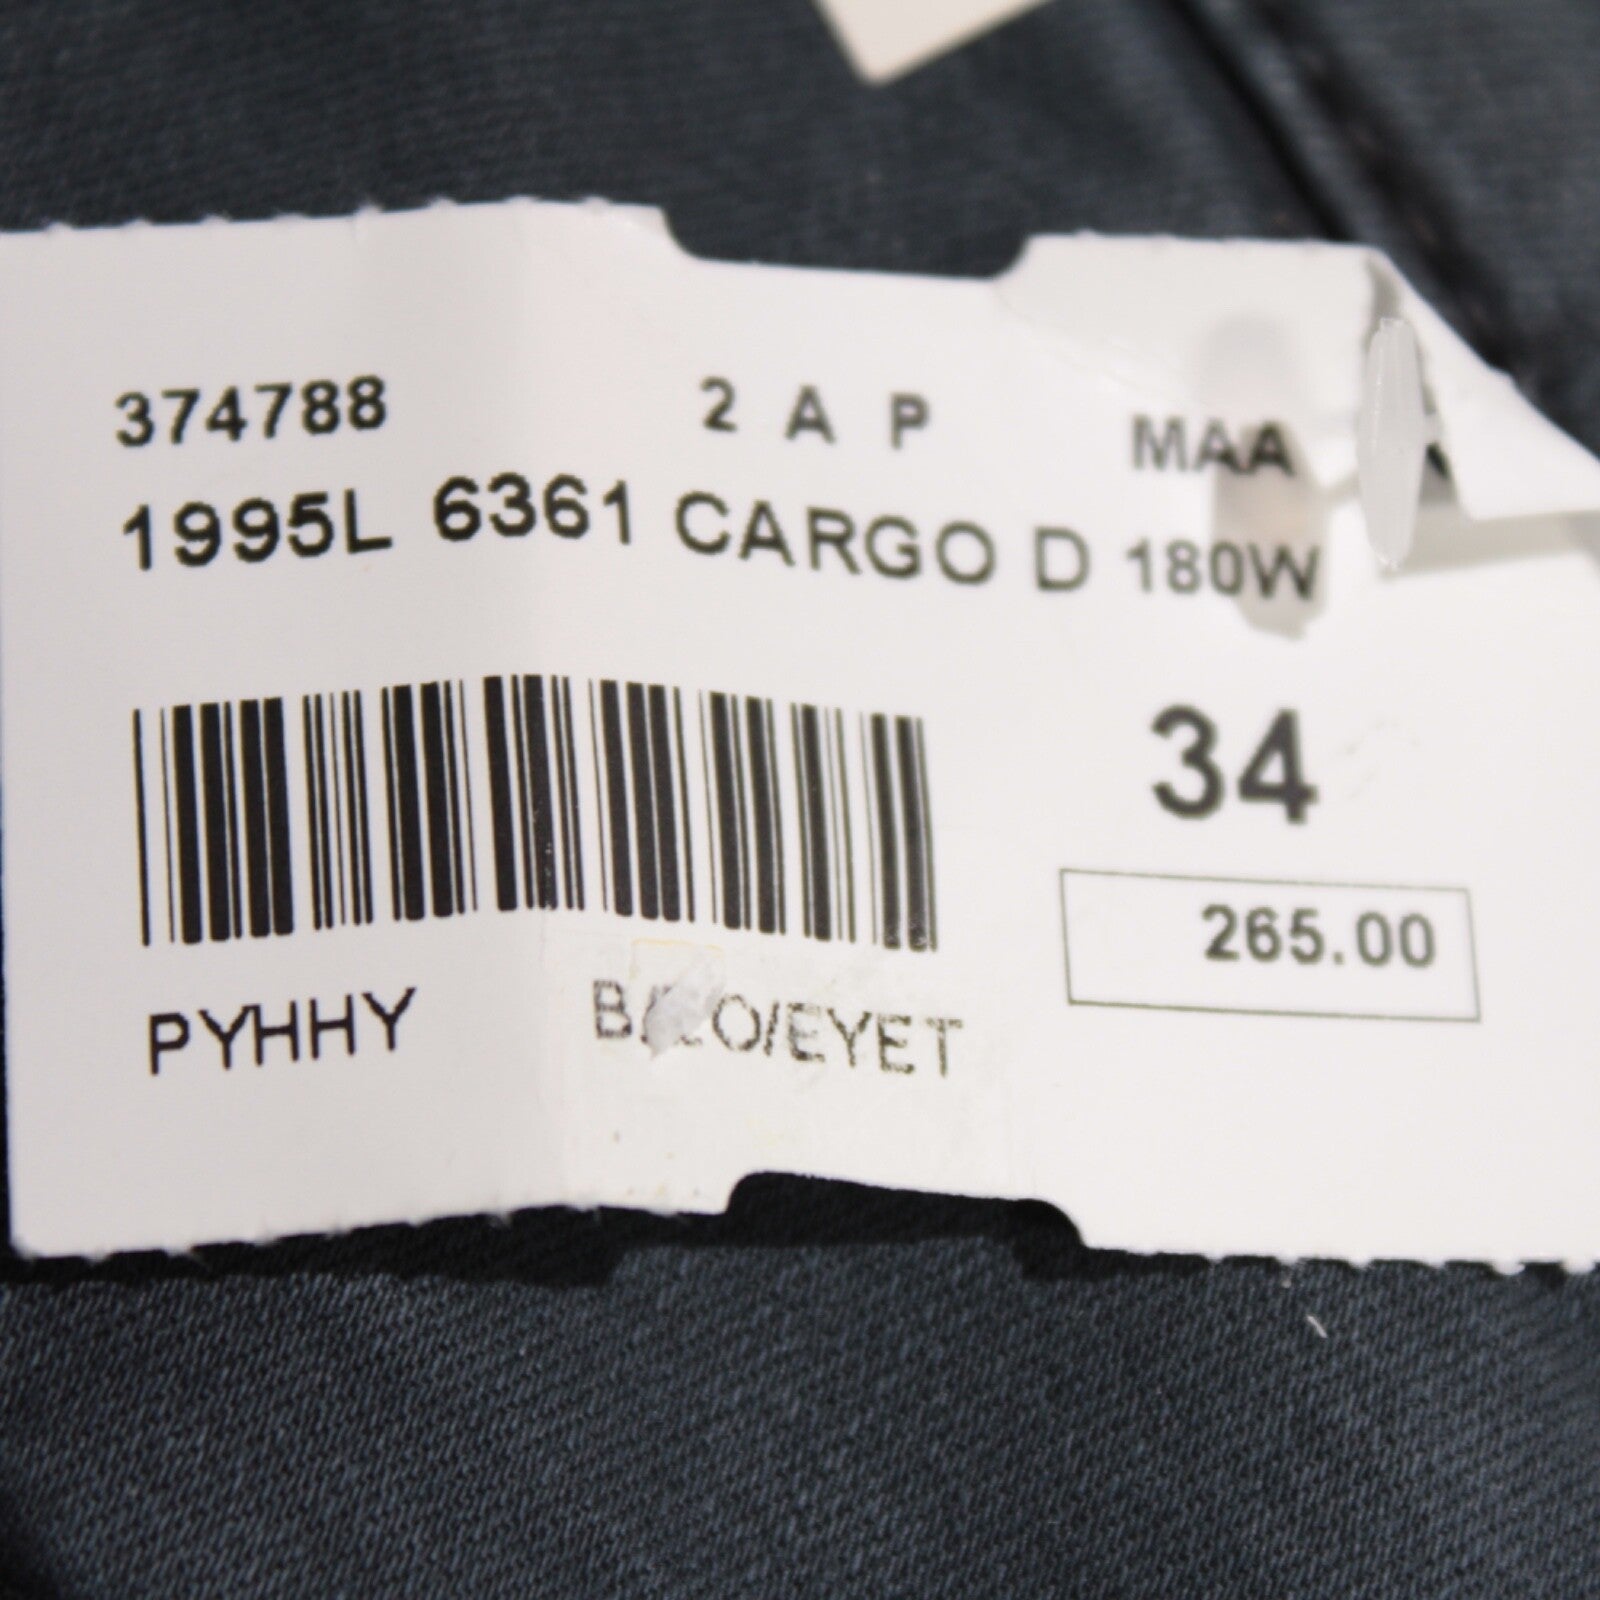 374788 2 A P MAA
1995L 6361 CARGO D 180W
34
265.00
PYHHY